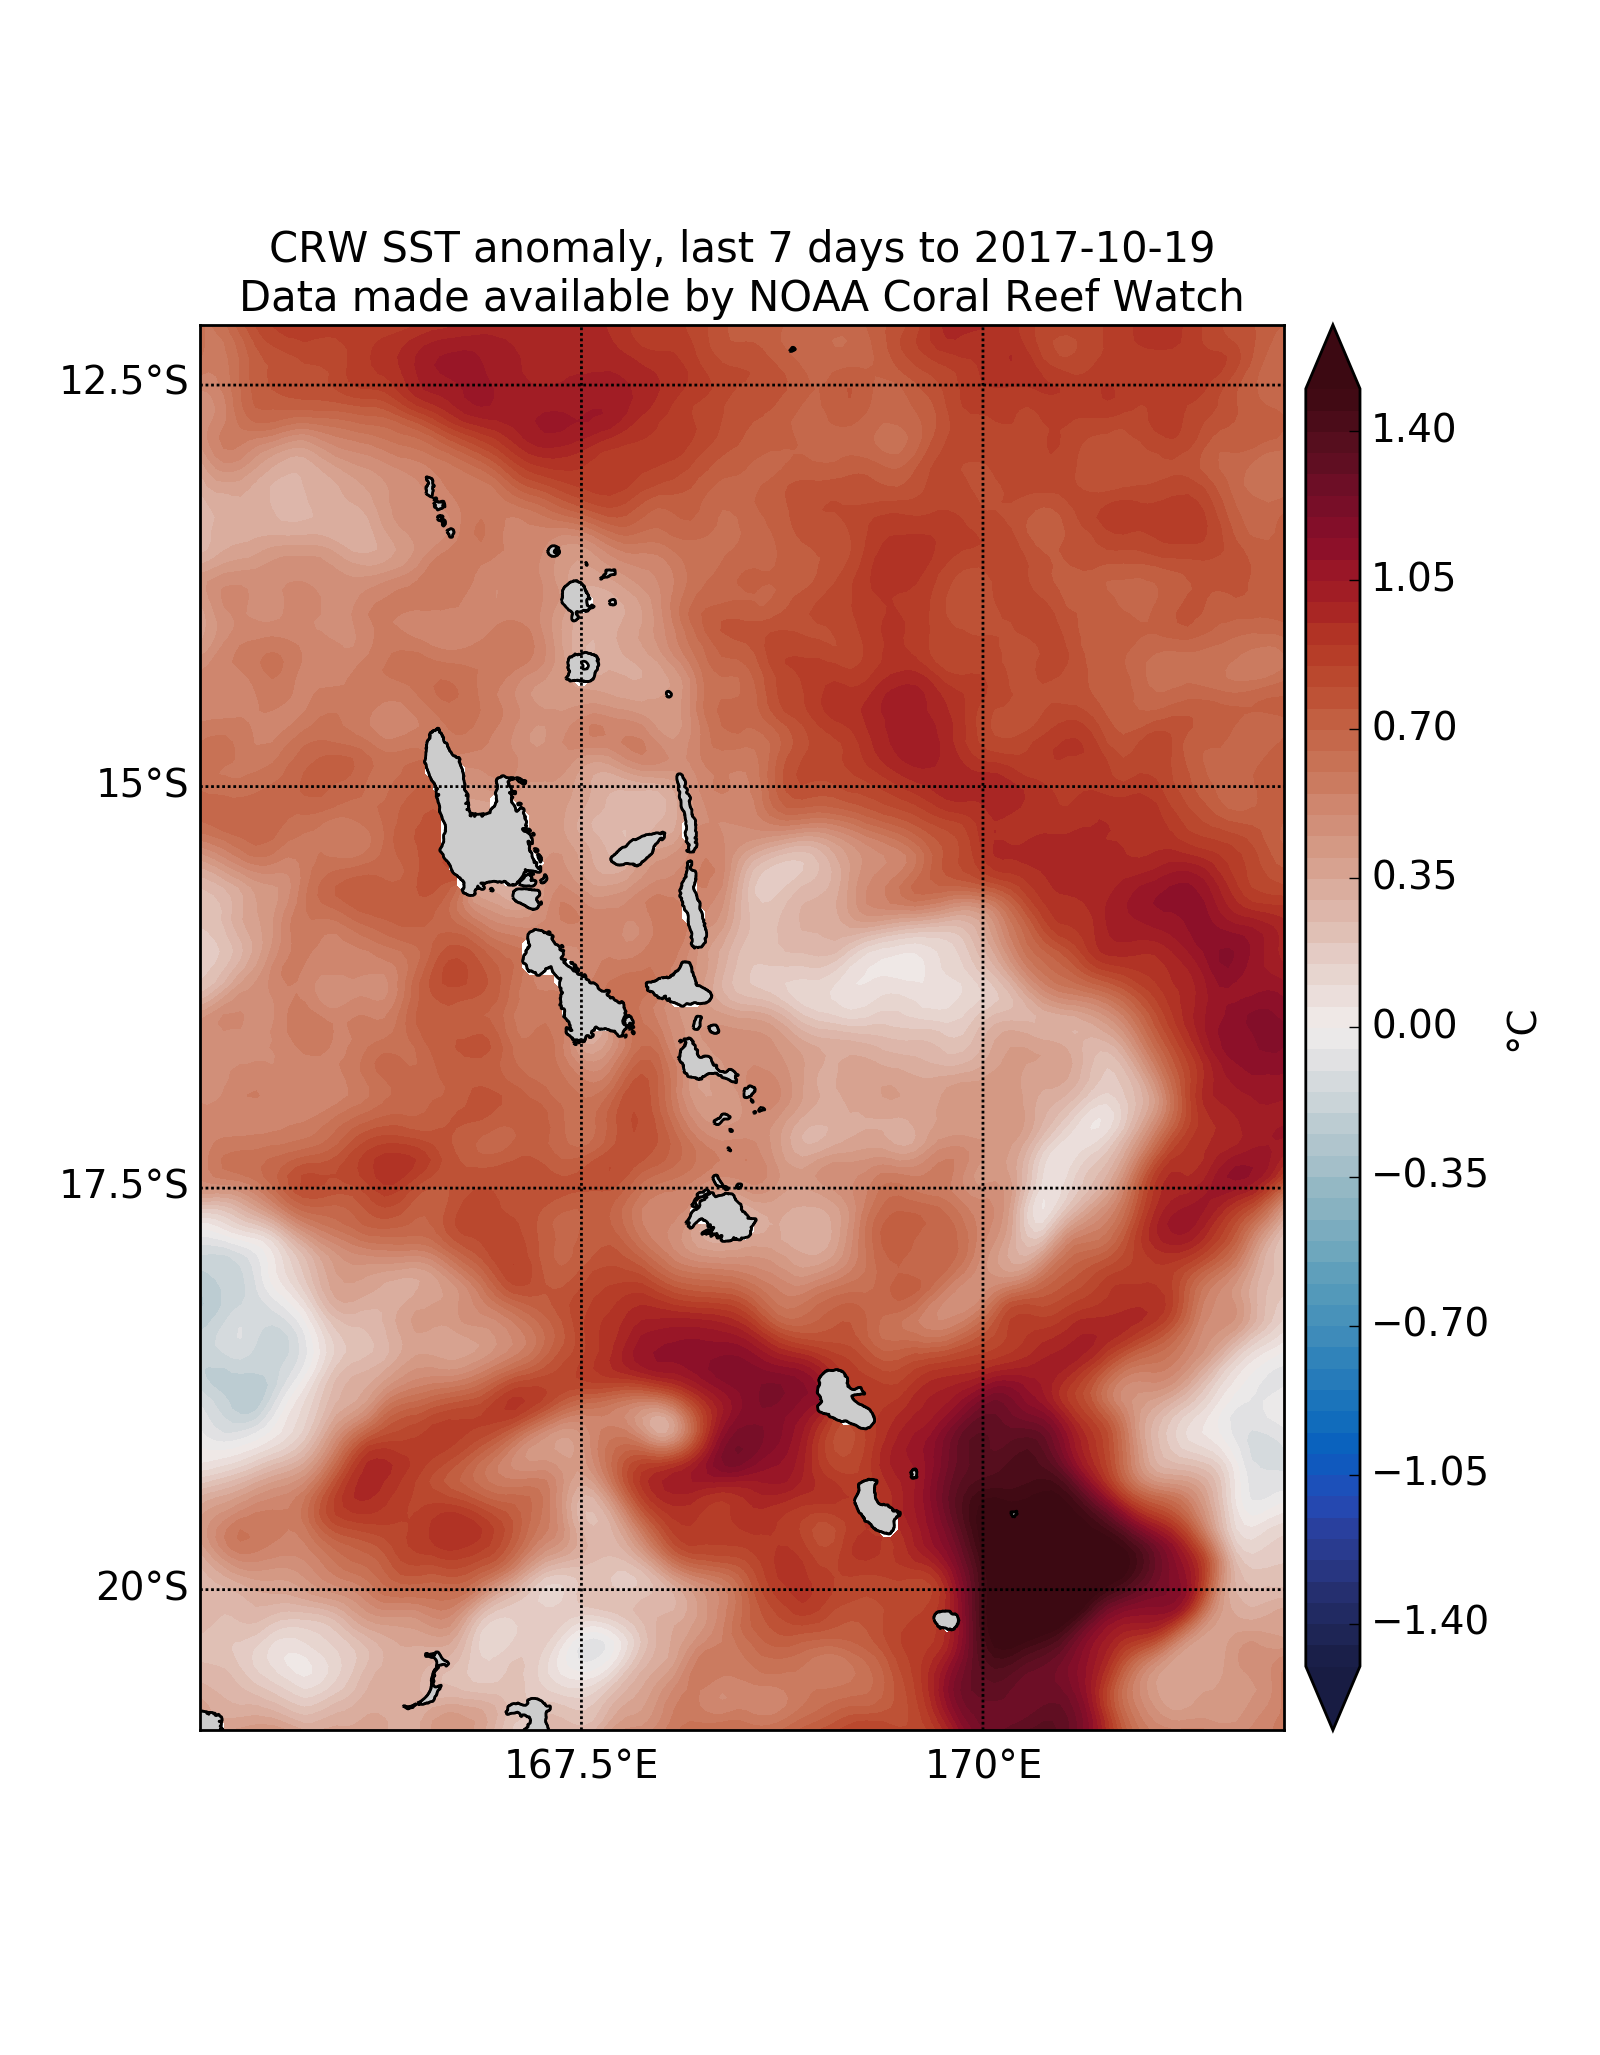 CRW SST anomaly, last 7 days to 2017-10-19
Data made available by NOAA Coral Reef Watch
12.5°S
15°S
17.5°S
20°S
167.5°E
170°E
1.40
1.05
0.70
0.35
0.00
−0.35
−0.70
−1.05
−1.40
°C